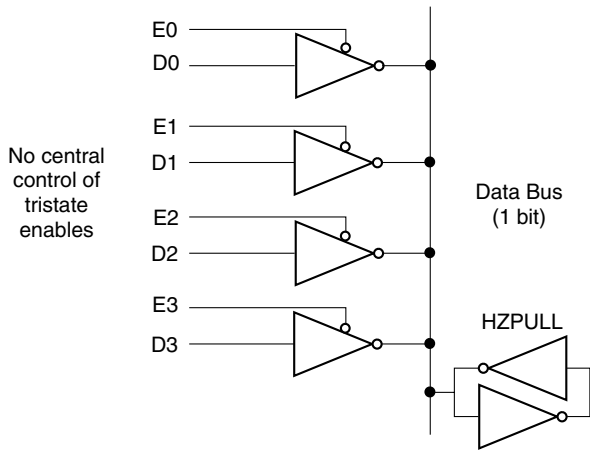 E0
D0
E1
D1
No central
control of
tristate
enables
E2
D2
E3
D3
Data Bus
(1 bit)
HZPULL